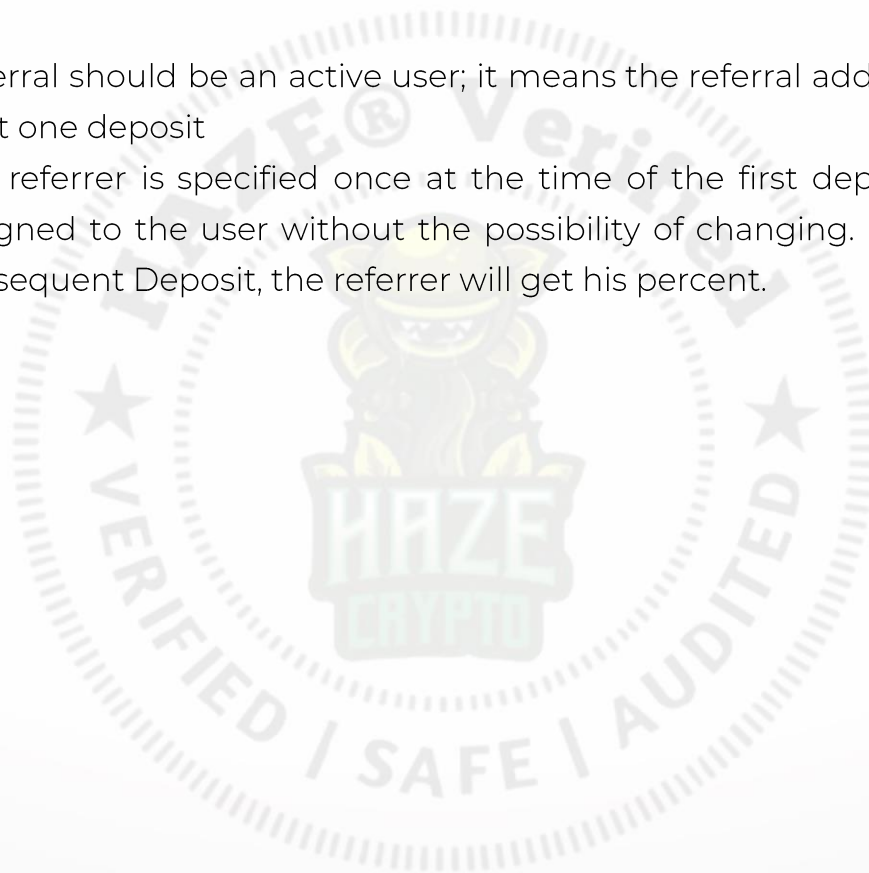 erral should be an active user; it means the referral add
t one deposit
referrer is specified once at the time of the first dep
gned to the user without the possibility of changing.
sequent Deposit, the referrer will get his percent.
HAZE® Verified
HAZE
CRYPTO
VERIFIED | SAFE | AUDITED